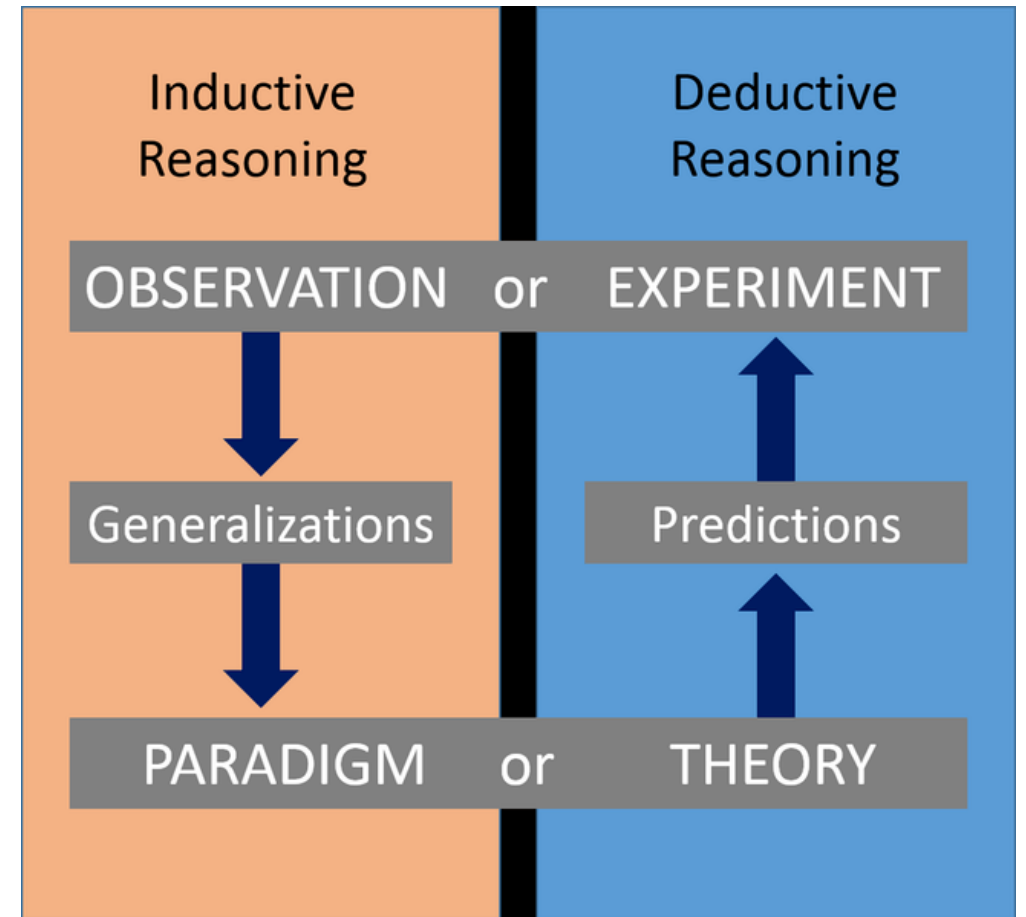 Inductive
Reasoning
Deductive
Reasoning
OBSERVATION or EXPERIMENT
Generalizations
Predictions
PARADIGM or THEORY